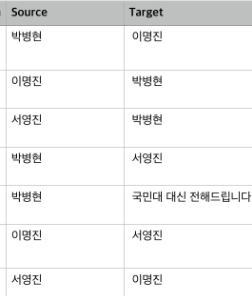 Source Target
박병현 이명진
이명진 박병현
서영진 박병현
박병현 서영진
박병현 국민대 대신 전해드립니다
이명진 서영진
서영진 이명진